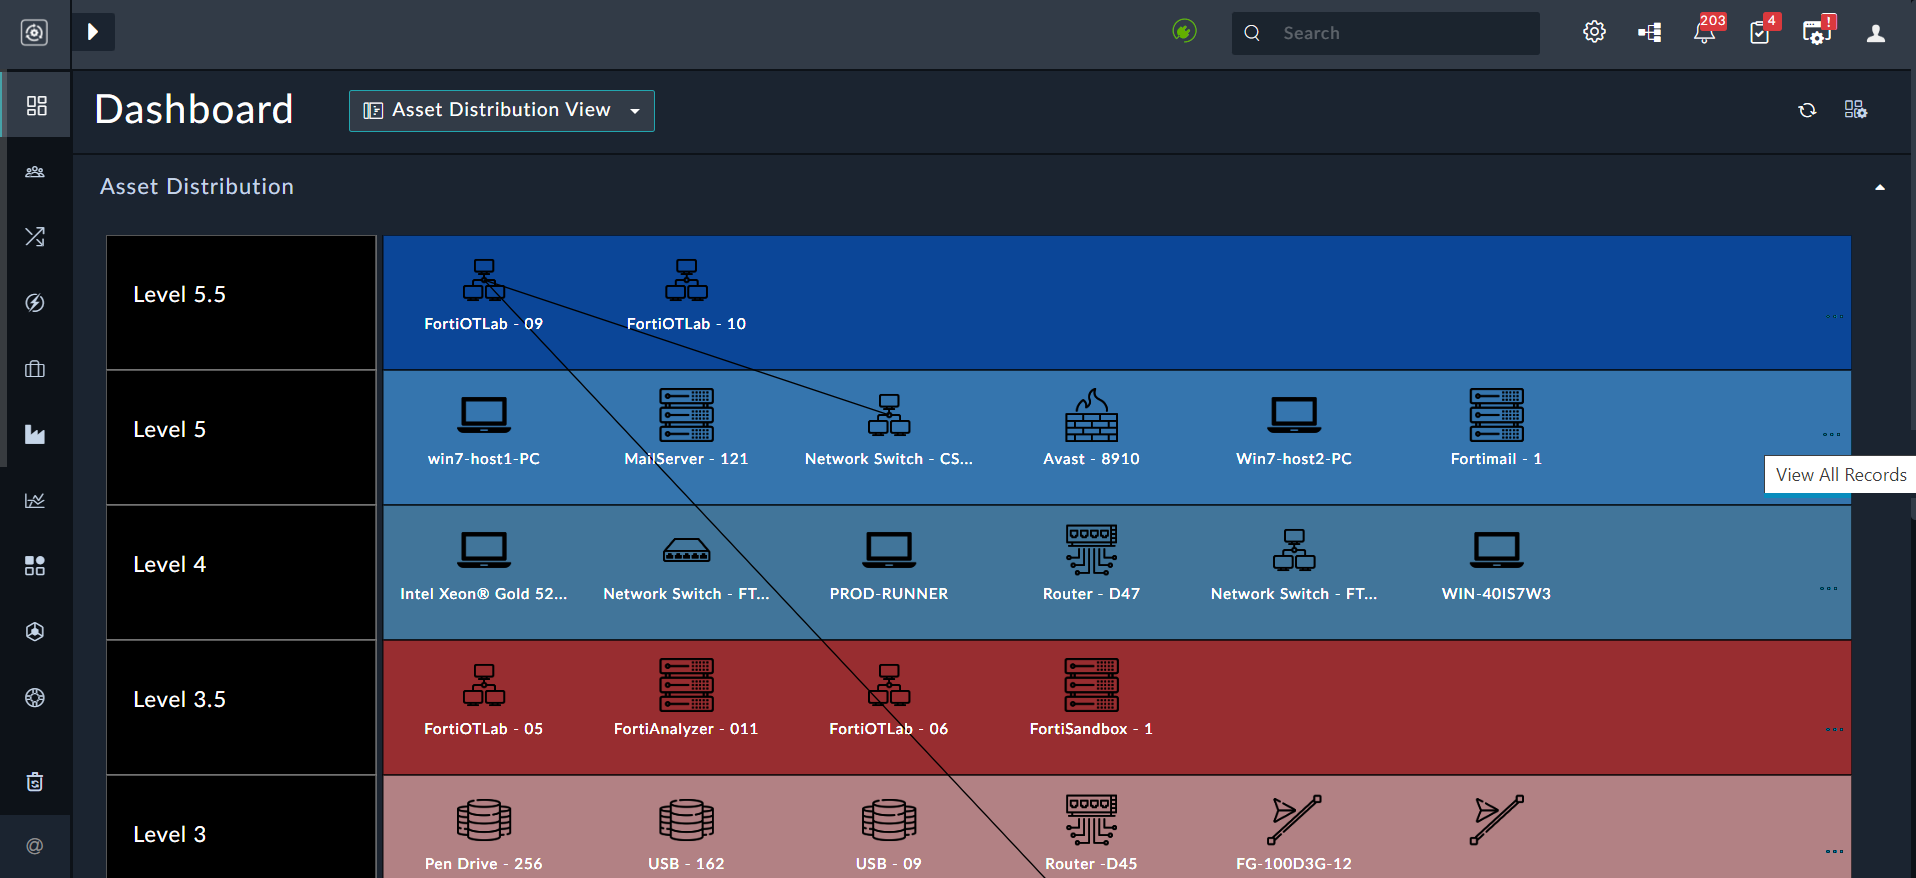 Search
203
4
!
Dashboard
Asset Distribution View
Asset Distribution
Level 5.5
FortiOTLab - 09
FortiOTLab - 10
Level 5
win7-host1-PC
MailServer - 121
Network Switch - CS...
Avast - 8910
Win7-host2-PC
Fortimail - 1
View All Records
Level 4
Intel Xeon® Gold 52...
Network Switch - FT...
PROD-RUNNER
Router - D47
Network Switch - FT...
WIN-40IS7W3
Level 3.5
FortiOTLab - 05
FortiAnalyzer - 011
FortiOTLab - 06
FortiSandbox - 1
Level 3
Pen Drive - 256
USB - 162
USB - 09
Router -D45
FG-100D3G-12
@